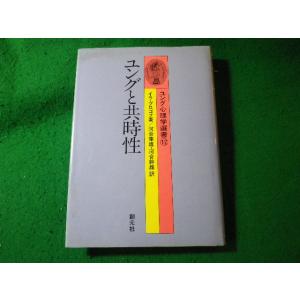 ユングと共時性
ユング心理学選書⑫
イラ・プロゴフ著 河合隼雄・河合幹雄訳
創元社